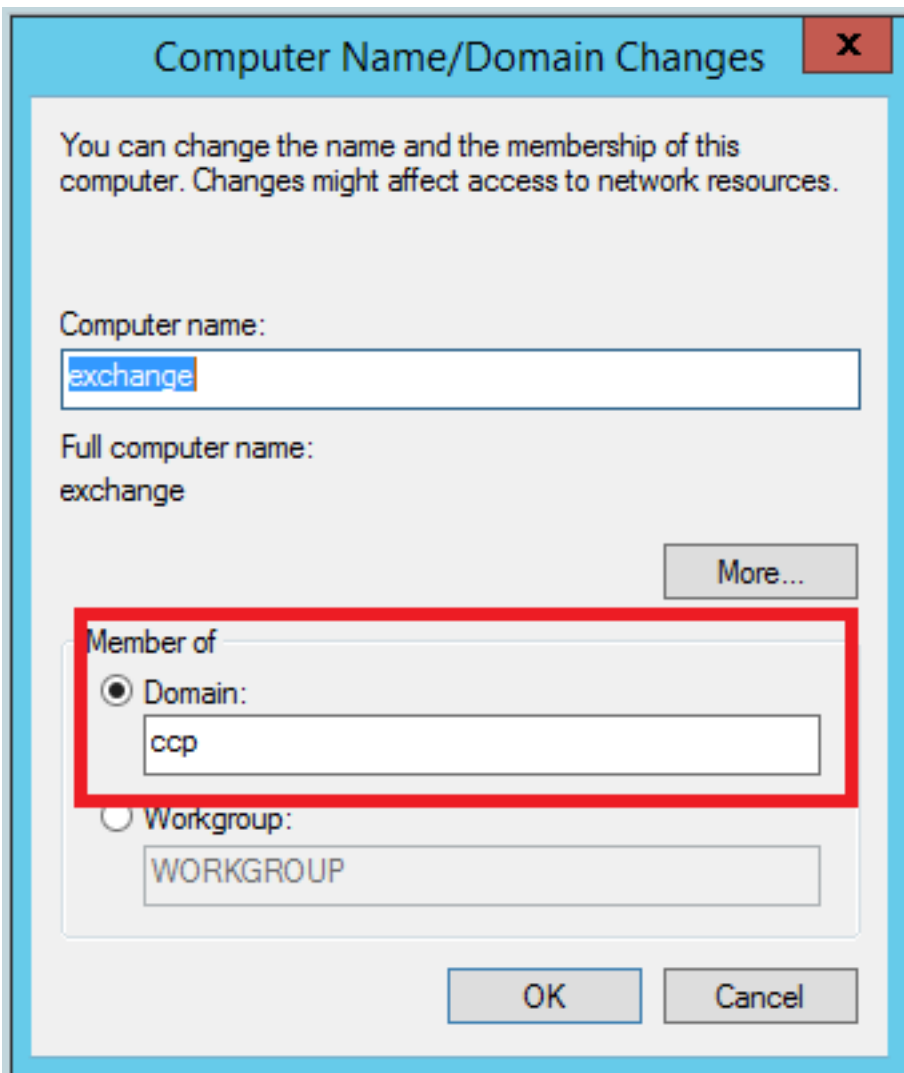 Computer Name/Domain Changes
x
You can change the name and the membership of this
computer. Changes might affect access to network resources.
Computer name:
exchange
Full computer name:
exchange
More...
Member of
Domain:
ccp
Workgroup:
WORKGROUP
OK
Cancel